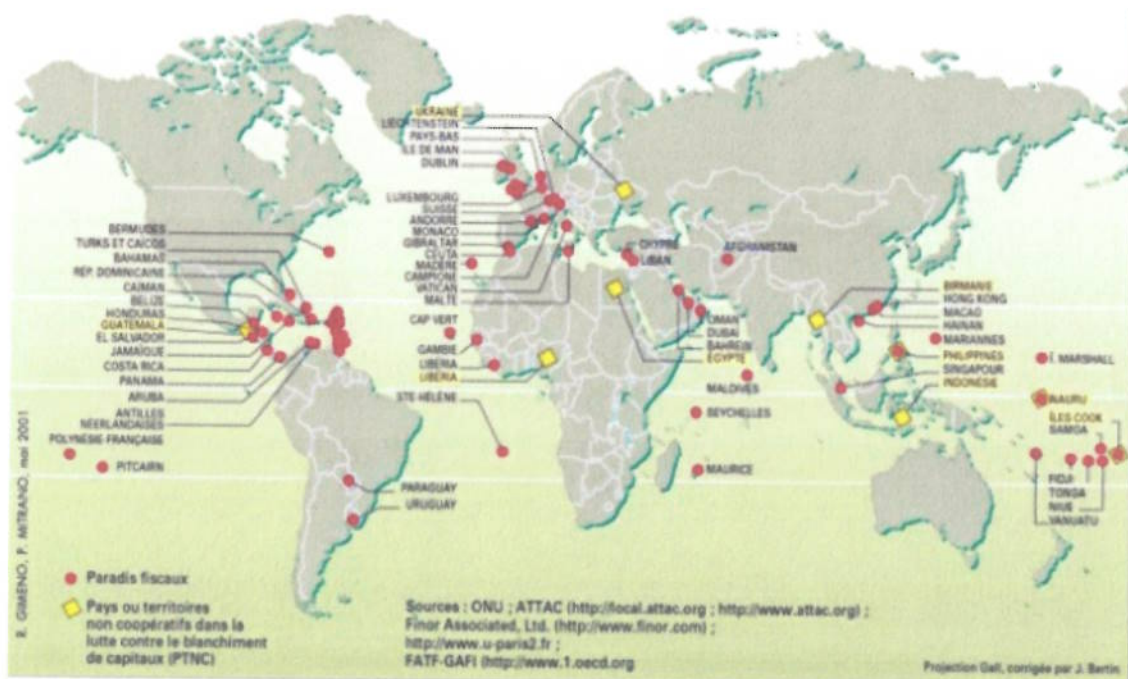 UKRAINE
LIECHTENSTEIN
PAYS-BAS
ILE DE MAN
DUBLIN
LUXEMBOURG
SUISSE
ANDORRE
MONACO
GIBRALTAR
CEUTA
MADÈRE
CAMPIONE
VATICAN
MALTE
CHYPRE
LIBAN
AFGHANISTAN
BERMUDES
TURKS ET CAÏCOS
BAHAMAS
RÉP. DOMINICAINE
CAIMAN
BELIZE
HONDURAS
GUATEMALA
EL SALVADOR
JAMAÏQUE
COSTA RICA
PANAMA
ARUBA
ANTILLES
NÉERLANDAISES
POLYNÉSIE FRANÇAISE
PITCAIRN
CAP VERT
GAMBIE
LIBERIA
LIBERIA
STE HÉLÈNE
OMAN
DUBAÏ
BAHREIN
ÉGYPTE
MALDIVES
SEYCHELLES
MAURICE
BIRMANIE
HONG KONG
MACAO
HAINAN
MARIANNES
PHILIPPINES
SINGAPOUR
INDONÉSIE
Î. MARSHALL
NAURU
ÎLES COOK
SAMOA
FIDJI
TONGA
NIUE
VANUATU
PARAGUAY
URUGUAY
R. GIMENO, P. MITRANO, mai 2001
Paradis fiscaux
Pays ou territoires
non coopératifs dans la
lutte contre le blanchiment
de capitaux (PTNC)
Sources : ONU ; ATTAC (http://local.attac.org ; http://www.attac.org) ;
Finor Associated, Ltd. (http://www.finor.com) ;
http://www.u-paris2.fr ;
FATF-GAFI (http://www.1.oecd.org
Projection Gall, corrigée par J. Bertin